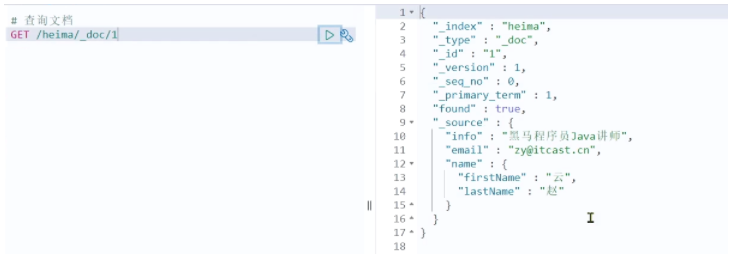 # 查询文档
GET /heima/_doc/1
1 {
2 "_index" : "heima",
3 "_type" : "_doc",
4 "_id" : "1",
5 "_version" : 1,
6 "_seq_no" : 0,
7 "_primary_term" : 1,
8 "found" : true,
9 "_source" : {
10 "info" : "黑马程序员Java讲师",
11 "email" : "zy@itcast.cn",
12 "name" : {
13 "firstName" : "云",
14 "lastName" : "赵"
15 }
16 }
17 }
18